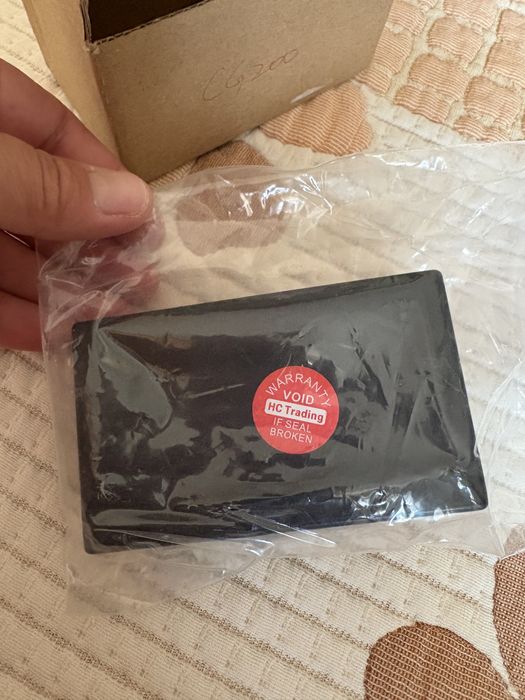 C6200
WARRANTY
VOID
HC Trading
IF SEAL
BROKEN